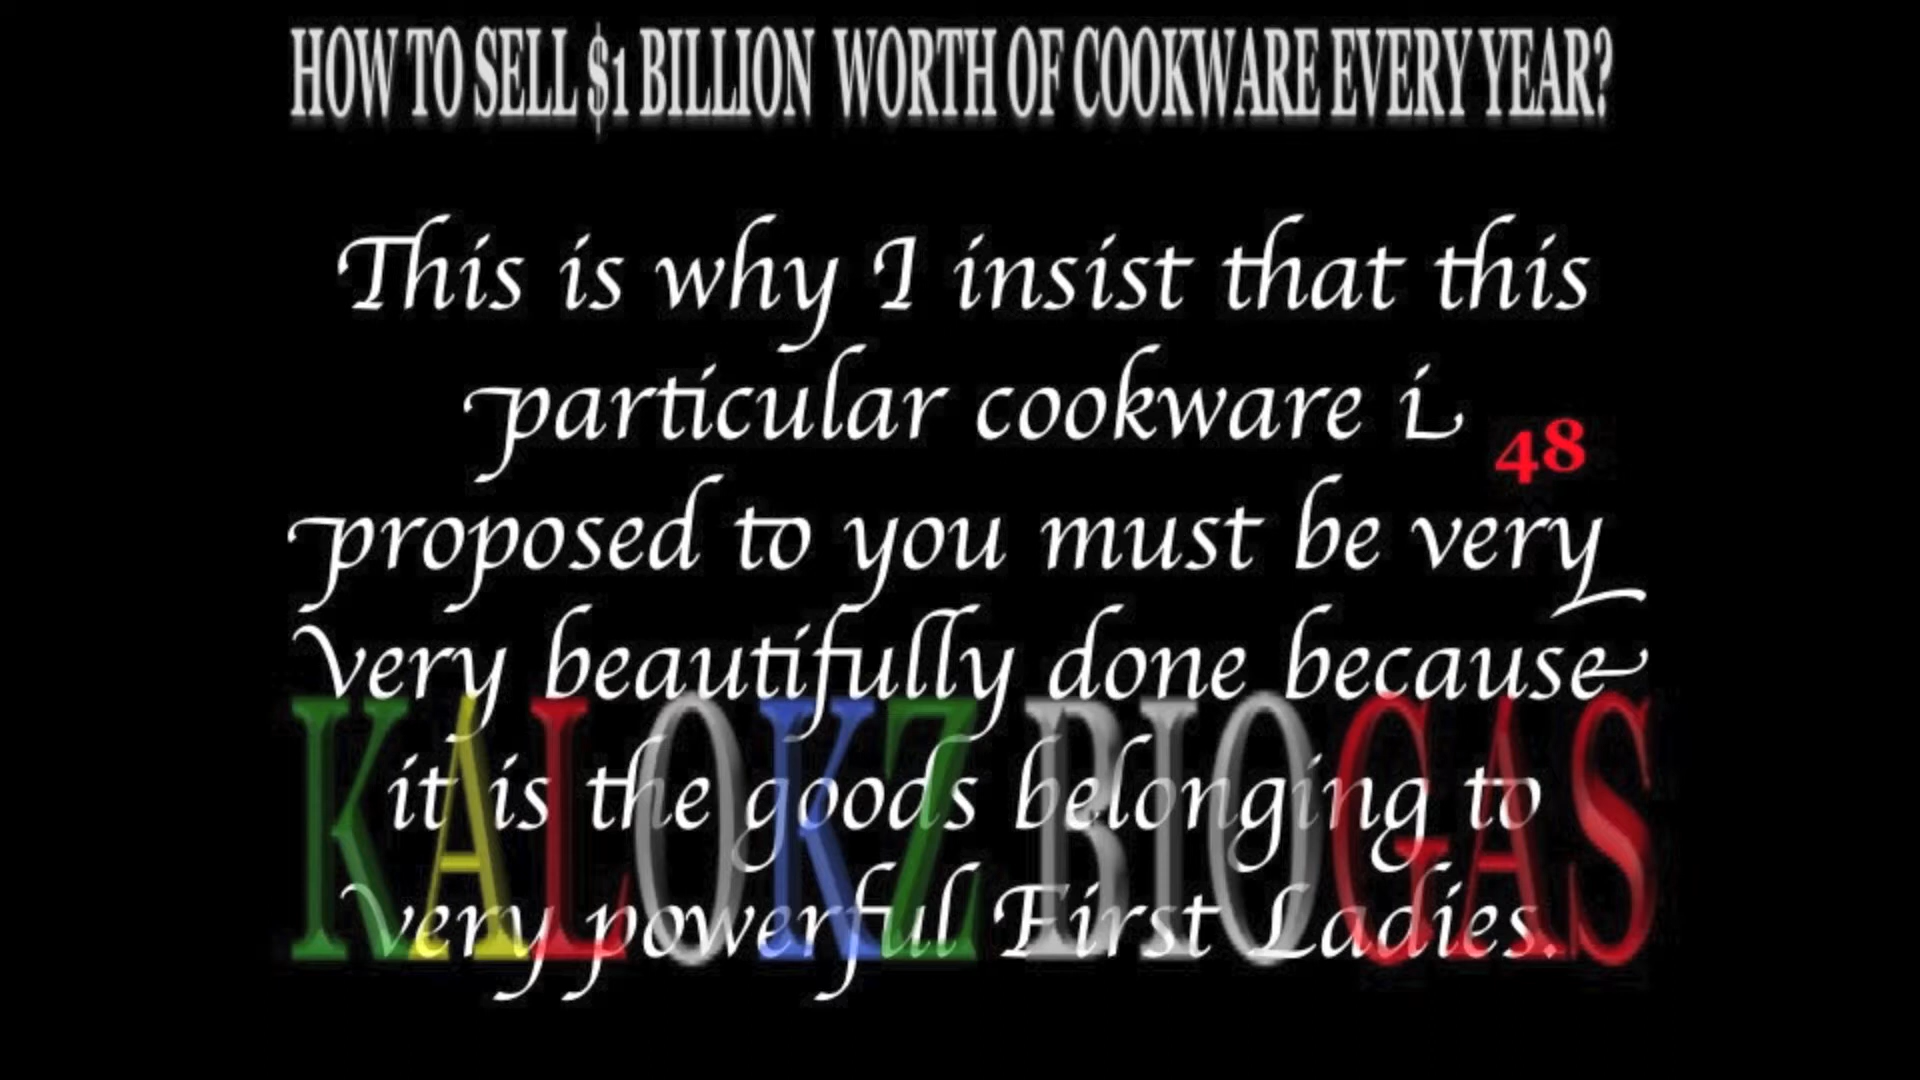 HOW TO SELL $1 BILLION WORTH OF COOKWARE EVERY YEAR?
This is why I insist that this
particular cookware i
48
proposed to you must be very
very beautifully done because
it is the goods belonging to
very powerful First Ladies.
KALOKZ BIOGAS